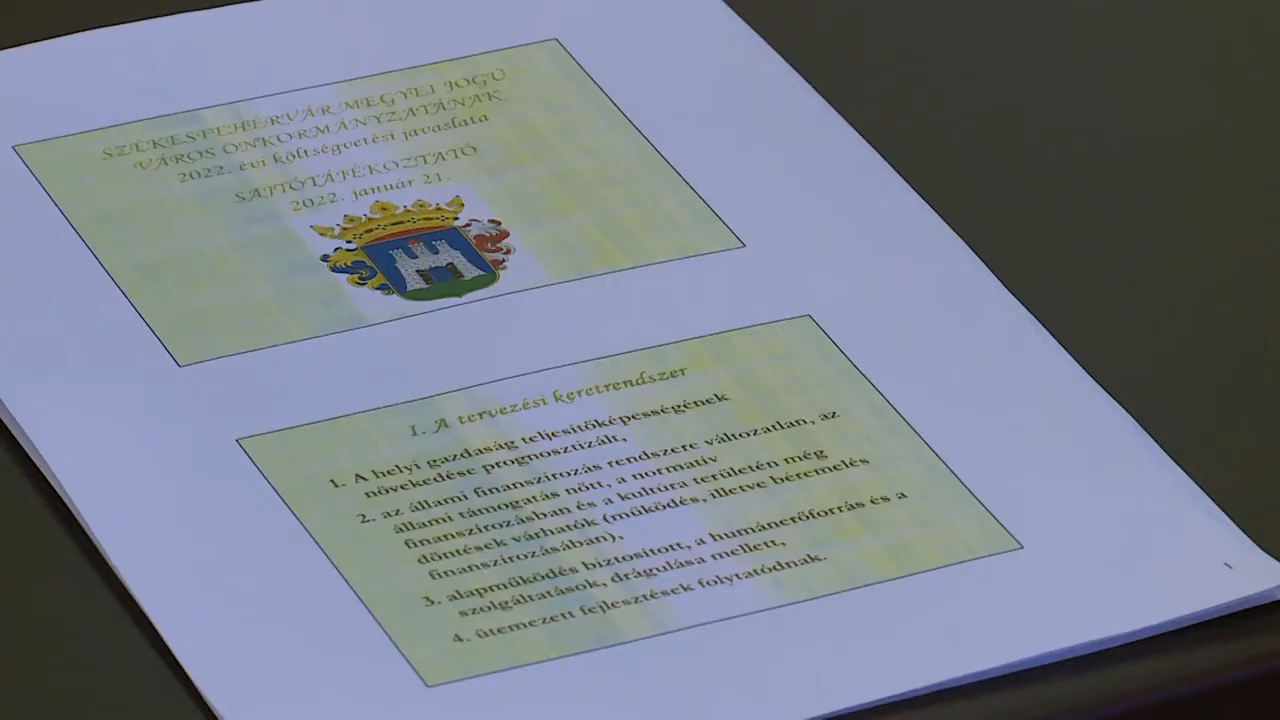 SZÉKESFEHÉRVÁR MEGYEI JOGÚ
VÁROS ÖNKORMÁNYZATÁNAK
2022. évi költségvetési javaslata
SAJTÓTÁJÉKOZTATÓ
2022. január 21.
I. A tervezési keretrendszer
1. A helyi gazdaság teljesítőképességének
növekedése prognosztizált,
2. az állami finanszírozás rendszere változatlan, az
állami támogatás nőtt, a normatív
finanszírozásban és a kultúra területén még
döntések várhatók (működés, illetve béremelés
finanszírozásában),
3. alapműködés biztosított, a humánerőforrás és a
szolgáltatások, drágulása mellett,
4. ütemezett fejlesztések folytatódnak.
1